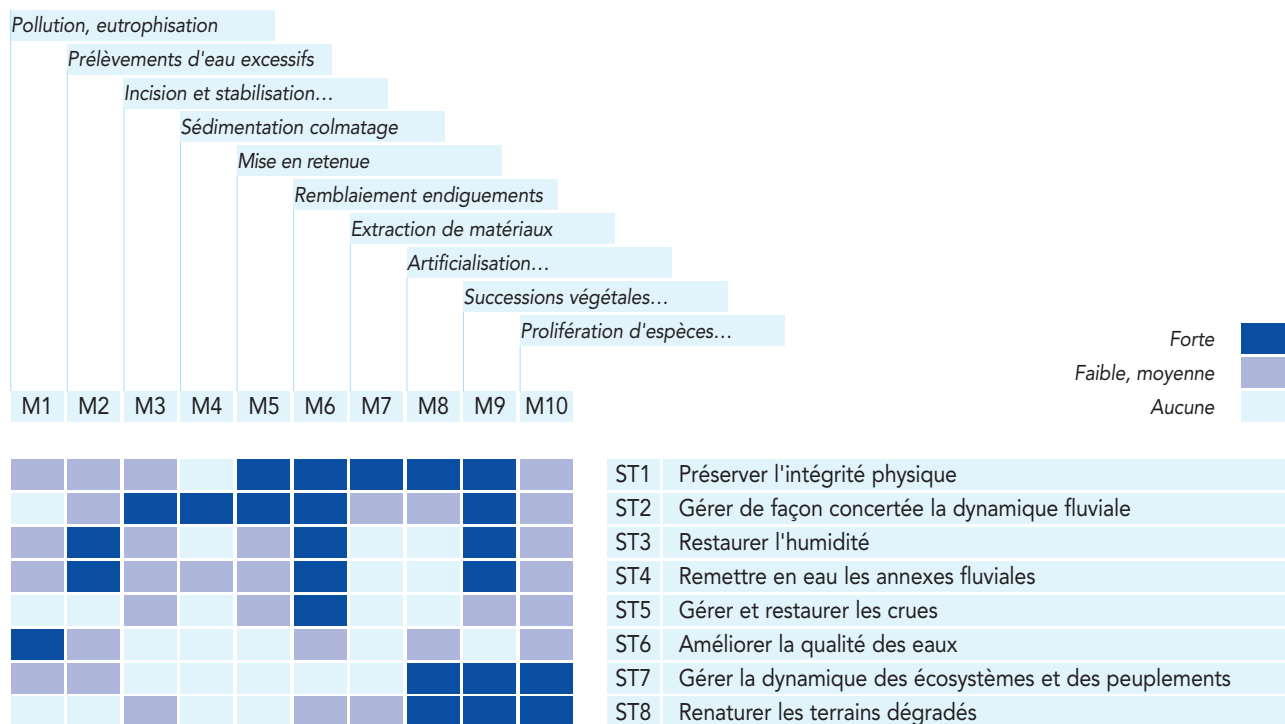 Pollution, eutrophisation
Prélèvements d'eau excessifs
Incision et stabilisation…
Sédimentation colmatage
Mise en retenue
Remblaiement endiguements
Extraction de matériaux
Artificialisation…
Successions végétales…
Prolifération d'espèces…
Forte
Faible, moyenne
Aucune
M1 M2 M3 M4 M5 M6 M7 M8 M9 M10
ST1 Préserver l'intégrité physique
ST2 Gérer de façon concertée la dynamique fluviale
ST3 Restaurer l'humidité
ST4 Remettre en eau les annexes fluviales
ST5 Gérer et restaurer les crues
ST6 Améliorer la qualité des eaux
ST7 Gérer la dynamique des écosystèmes et des peuplements
ST8 Renaturer les terrains dégradés